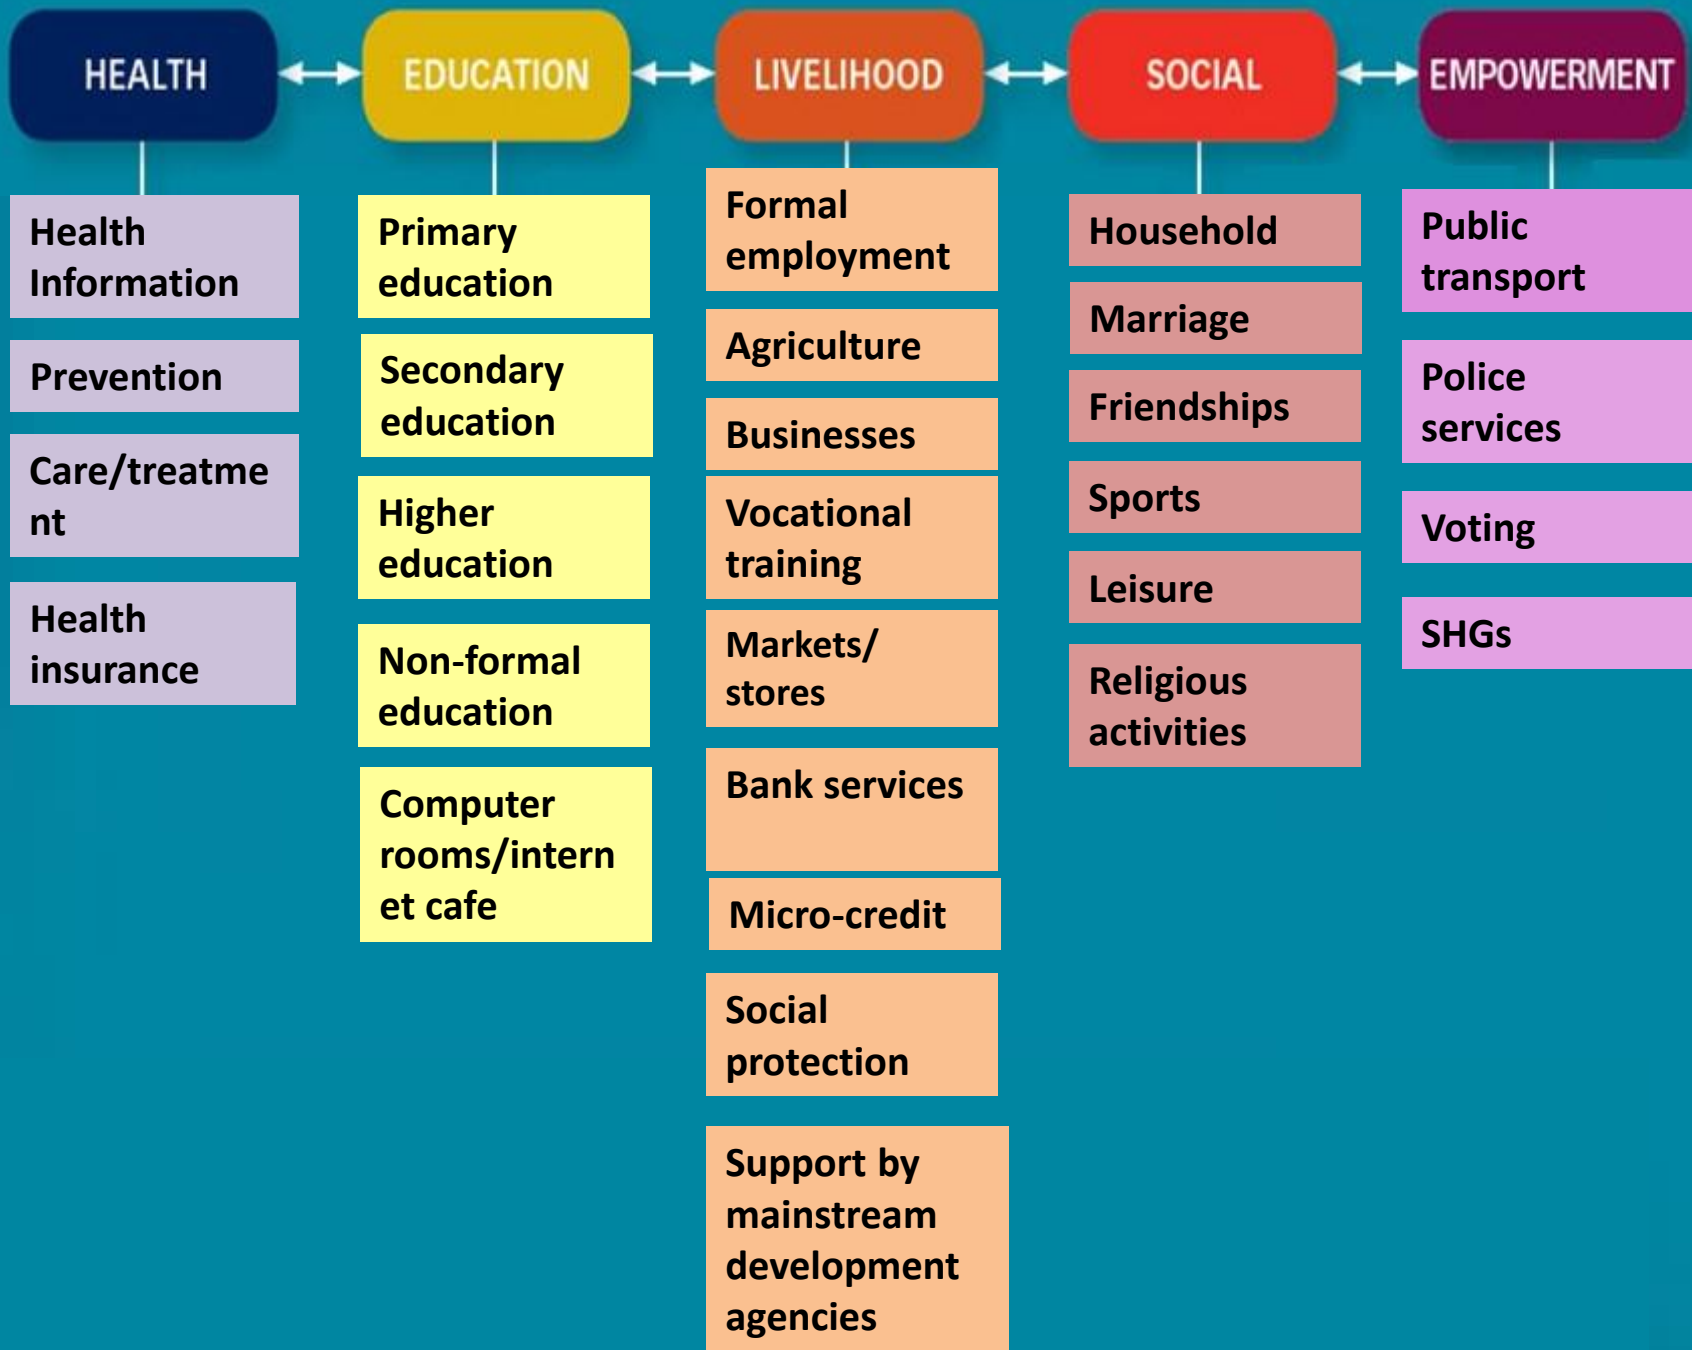 HEALTH
EDUCATION
LIVELIHOOD
SOCIAL
EMPOWERMENT
Health
Information
Prevention
Care/treatme
nt
Health
insurance
Primary
education
Secondary
education
Higher
education
Non-formal
education
Computer
rooms/intern
et cafe
Formal
employment
Agriculture
Businesses
Vocational
training
Markets/
stores
Bank services
Micro-credit
Social
protection
Support by
mainstream
development
agencies
Household
Marriage
Friendships
Sports
Leisure
Religious
activities
Public
transport
Police
services
Voting
SHGs